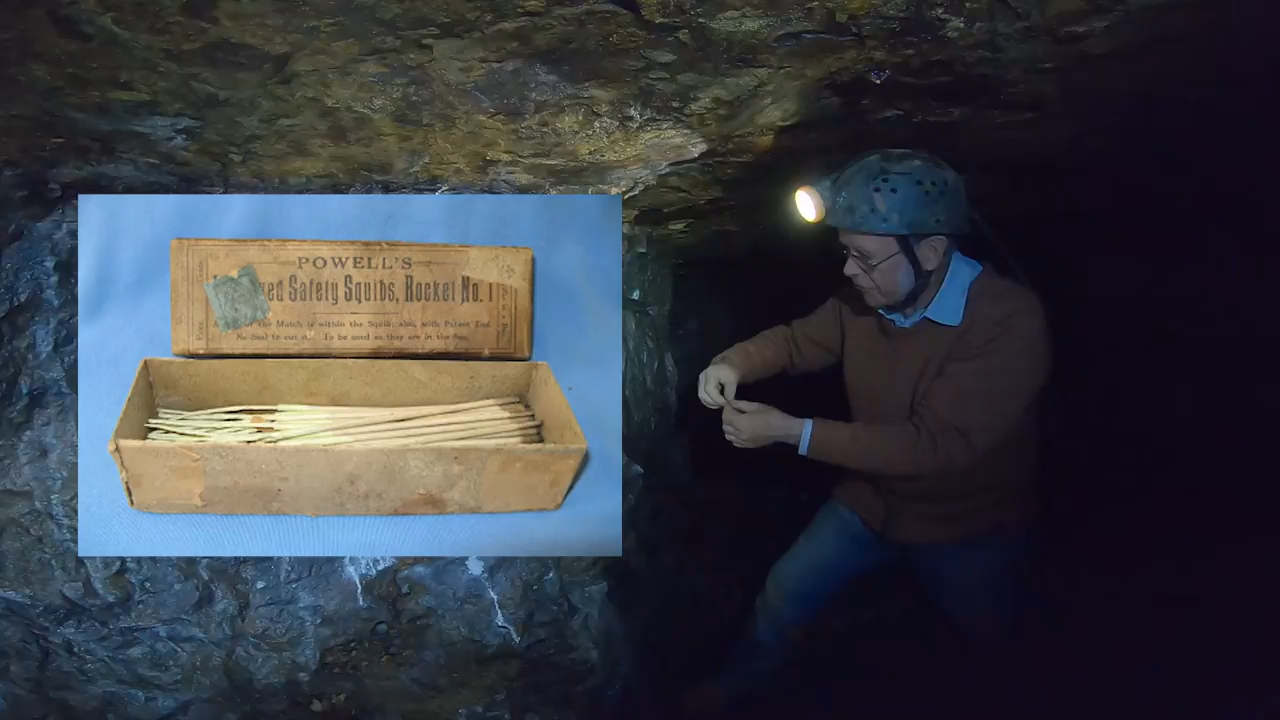 POWELL'S
ed Safety Squibs, Rocket No. 1
the Match is within the Squib; also, with Patent End.
No Seal to cut it... To be used as they are in the Box.